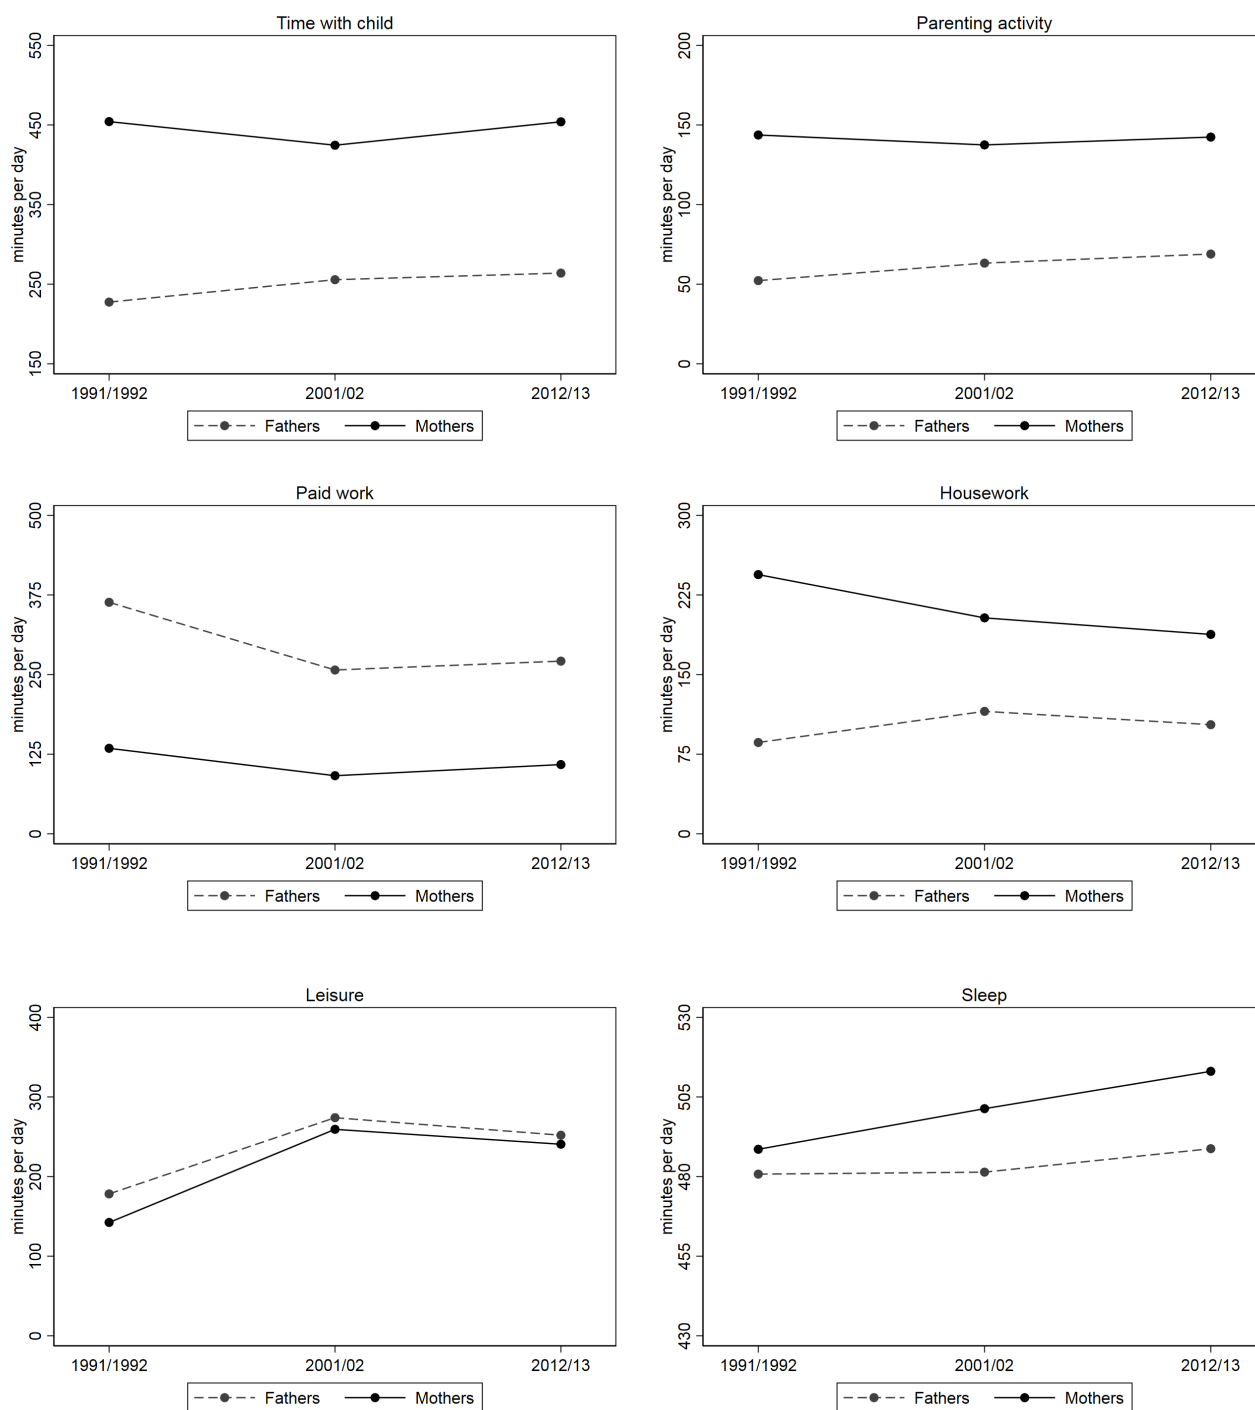 Time with child
minutes per day
550
450
350
250
150
1991/1992 2001/02 2012/13
Fathers Mothers
Parenting activity
minutes per day
200
150
100
50
0
1991/1992 2001/02 2012/13
Fathers Mothers
Paid work
minutes per day
500
375
250
125
0
1991/1992 2001/02 2012/13
Fathers Mothers
Housework
minutes per day
300
225
150
75
0
1991/1992 2001/02 2012/13
Fathers Mothers
Leisure
minutes per day
400
300
200
100
0
1991/1992 2001/02 2012/13
Fathers Mothers
Sleep
minutes per day
530
505
480
455
430
1991/1992 2001/02 2012/13
Fathers Mothers